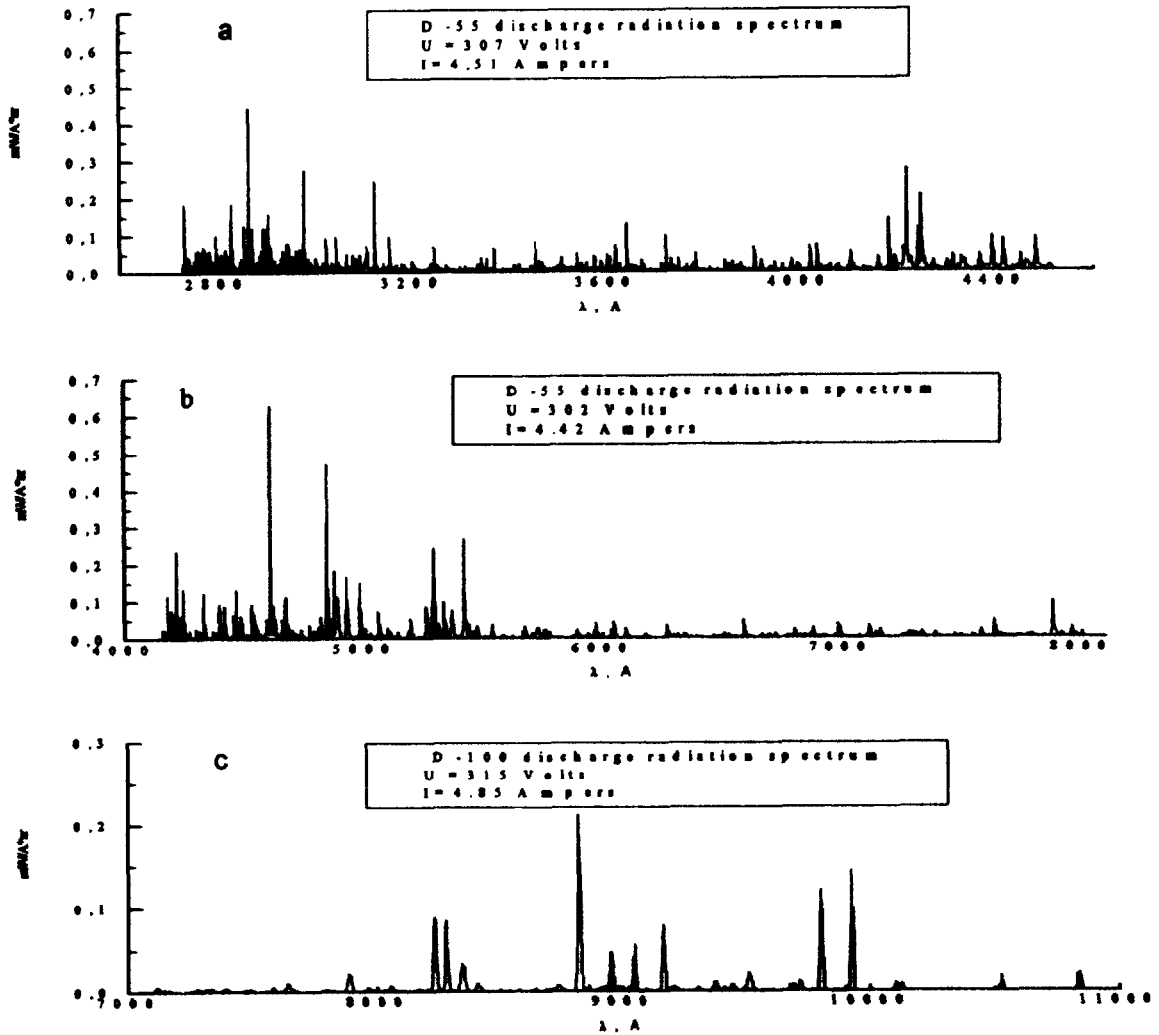 a
D -55 discharge radiation spectrum
U =307 Volts
I=4,51 Ampers
0,7
0,6
0,5
0,4
0,3
0,2
0,1
0,0
2800 3200 3600 4000 4400
λ, A
b
D -55 discharge radiation spectrum
U =302 Volts
I=4.42 Ampers
0,7
0,6
0,5
0,4
0,3
0,2
0,1
0,0
4000 5000 6000 7000 8000
λ, A
c
D -100 discharge radiation spectrum
U =315 Volts
I=4.85 Ampers
0,3
0,2
0,1
0,0
7000 8000 9000 10000 11000
λ, A